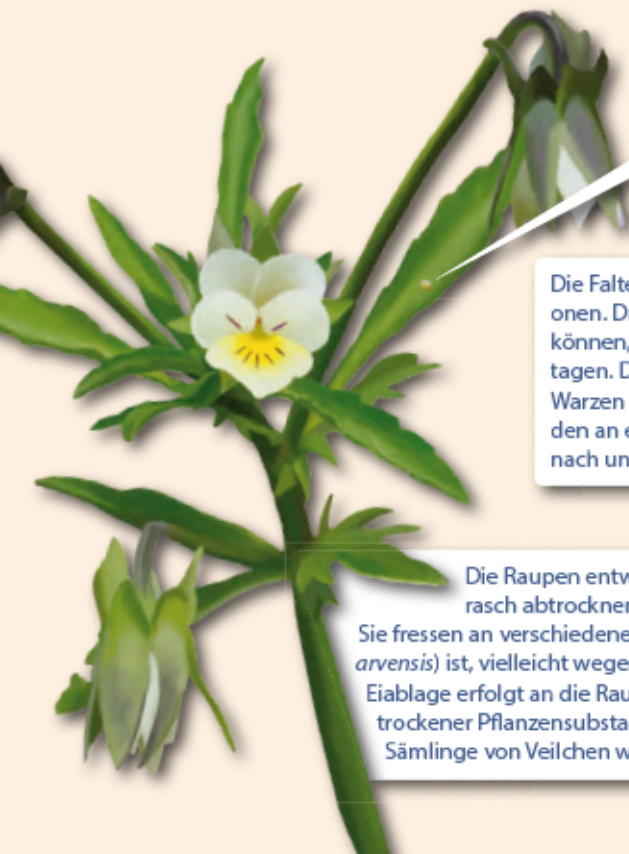 Die Falte
onen. D
können,
tagen. D
Warzen
den an e
nach un
Die Raupen entw
rasch abtrockner
Sie fressen an verschiedene
arvensis) ist, vielleicht wege
Eiablage erfolgt an die Rau
trockener Pflanzensubsta
Sämlinge von Veilchen w